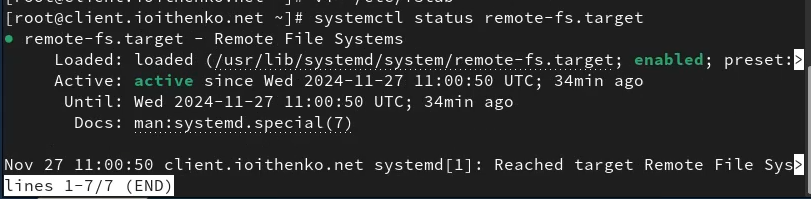 [root@client.ioithenko.net ~]# systemctl status remote-fs.target
● remote-fs.target - Remote File Systems
Loaded: loaded (/usr/lib/systemd/system/remote-fs.target; enabled; preset:>
Active: active since Wed 2024-11-27 11:00:50 UTC; 34min ago
Until: Wed 2024-11-27 11:00:50 UTC; 34min ago
Docs: man:systemd.special(7)
Nov 27 11:00:50 client.ioithenko.net systemd[1]: Reached target Remote File Sys>
lines 1-7/7 (END)